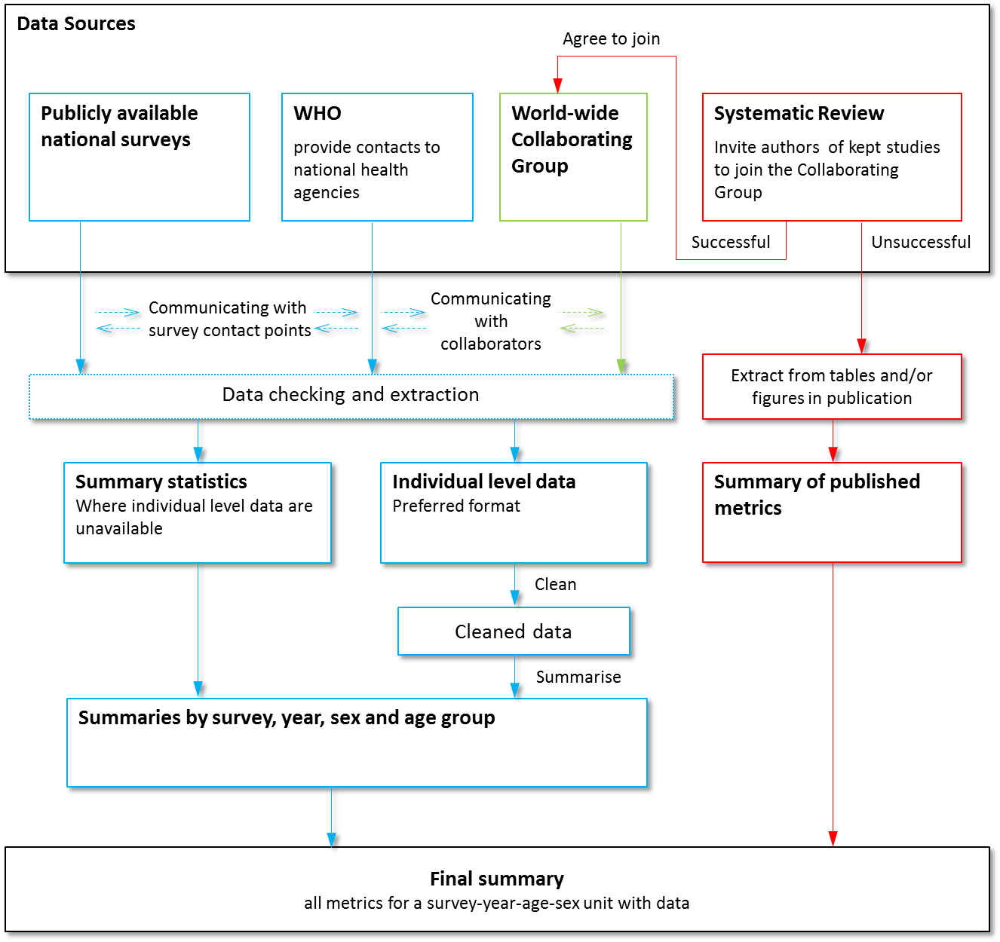 Data Sources
Agree to join
Publicly available
national surveys
WHO
provide contacts to
national health
agencies
World-wide
Collaborating
Group
Systematic Review
Invite authors of kept studies
to join the Collaborating
Group
Successful
Unsuccessful
Communicating with
survey contact points
Communicating
with
collaborators
Data checking and extraction
Extract from tables and/or
figures in publication
Summary statistics
Where individual level data are
unavailable
Individual level data
Preferred format
Summary of published
metrics
Clean
Cleaned data
Summarise
Summaries by survey, year, sex and age group
Final summary
all metrics for a survey-year-age-sex unit with data